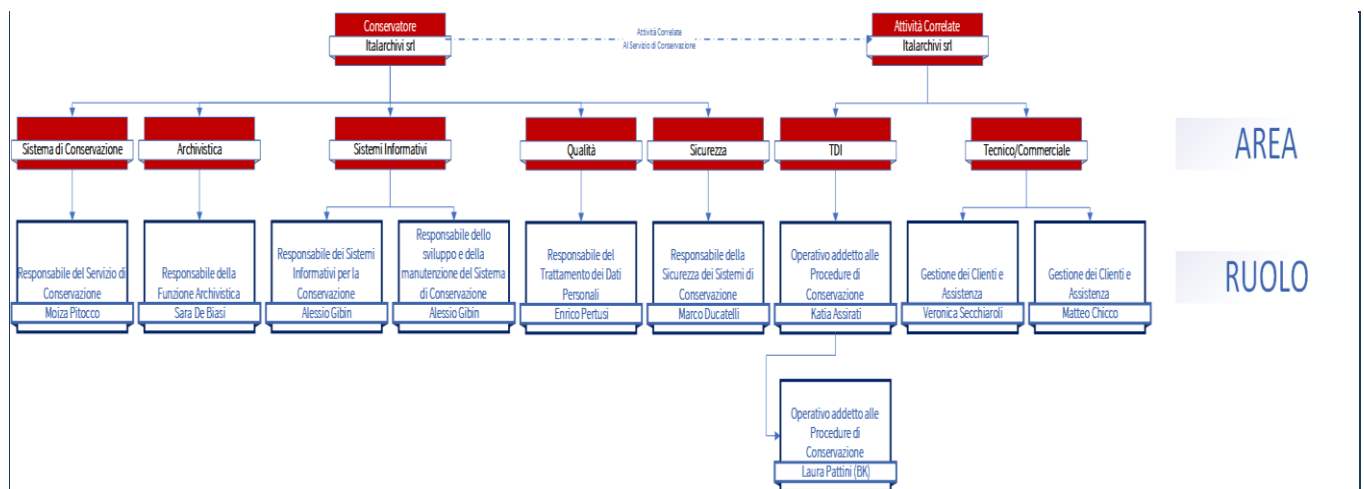 Conservatore
Italarchivi srl
Attività Correlate
Al Servizio di Conservazione
Attività Correlate
Italarchivi srl
Sistema di Conservazione
Archivistica
Sistemi Informativi
Qualità
Sicurezza
TDI
Tecnico/Commerciale
AREA
Responsabile del Servizio di
Conservazione
Moiza Pitocco
Responsabile della
Funzione Archivistica
Sara De Biasi
Responsabile dei Sistemi
Informativi per la
Conservazione
Alessio Gibin
Responsabile dello
sviluppo e della
manutenzione del Sistema
di Conservazione
Alessio Gibin
Responsabile del
Trattamento dei Dati
Personali
Enrico Pertusi
Responsabile della
Sicurezza dei Sistemi di
Conservazione
Marco Ducatelli
Operativo addetto alle
Procedure di
Conservazione
Katia Assirati
Gestione dei Clienti e
Assistenza
Veronica Secchiaroli
Gestione dei Clienti e
Assistenza
Matteo Chicco
RUOLO
Operativo addetto alle
Procedure di
Conservazione
Laura Pattini (BK)